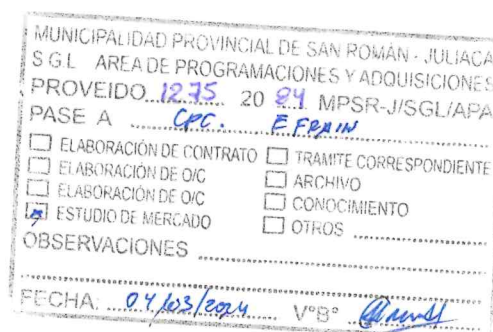 MUNICIPALIDAD PROVINCIAL DE SAN ROMÁN - JULIACA
S G L AREA DE PROGRAMACIONES Y ADQUISICIONES
PROVEIDO 1275 20 24 MPSR-J/SGL/APA
PASE A CPC. EFRAIN
ELABORACIÓN DE CONTRATO TRAMITE CORRESPONDIENTE
ELABORACIÓN DE O/C ARCHIVO
ELABORACIÓN DE O/C CONOCIMIENTO
ESTUDIO DE MERCADO OTROS
OBSERVACIONES
FECHA: 04/03/2024 V°B°